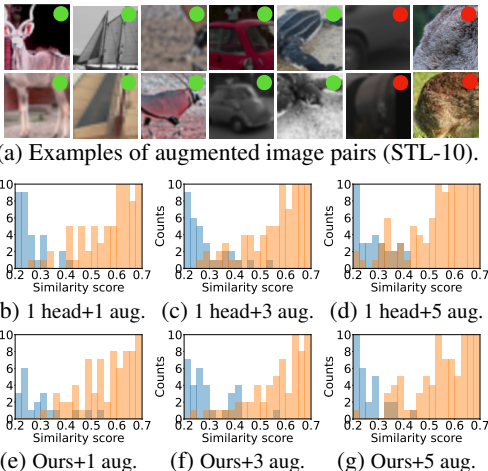 (a) Examples of augmented image pairs (STL-10).
10 8 6 4 2 0
0.2 0.3 0.4 0.5 0.6 0.7
Similarity score
Counts
10 8 6 4 2 0
0.2 0.3 0.4 0.5 0.6 0.7
Similarity score
10 8 6 4 2 0
0.2 0.3 0.4 0.5 0.6 0.7
Similarity score
b) 1 head+1 aug. (c) 1 head+3 aug. (d) 1 head+5 aug.
10 8 6 4 2 0
0.2 0.3 0.4 0.5 0.6 0.7
Similarity score
Counts
10 8 6 4 2 0
0.2 0.3 0.4 0.5 0.6 0.7
Similarity score
10 8 6 4 2 0
0.2 0.3 0.4 0.5 0.6 0.7
Similarity score
(e) Ours+1 aug. (f) Ours+3 aug. (g) Ours+5 aug.